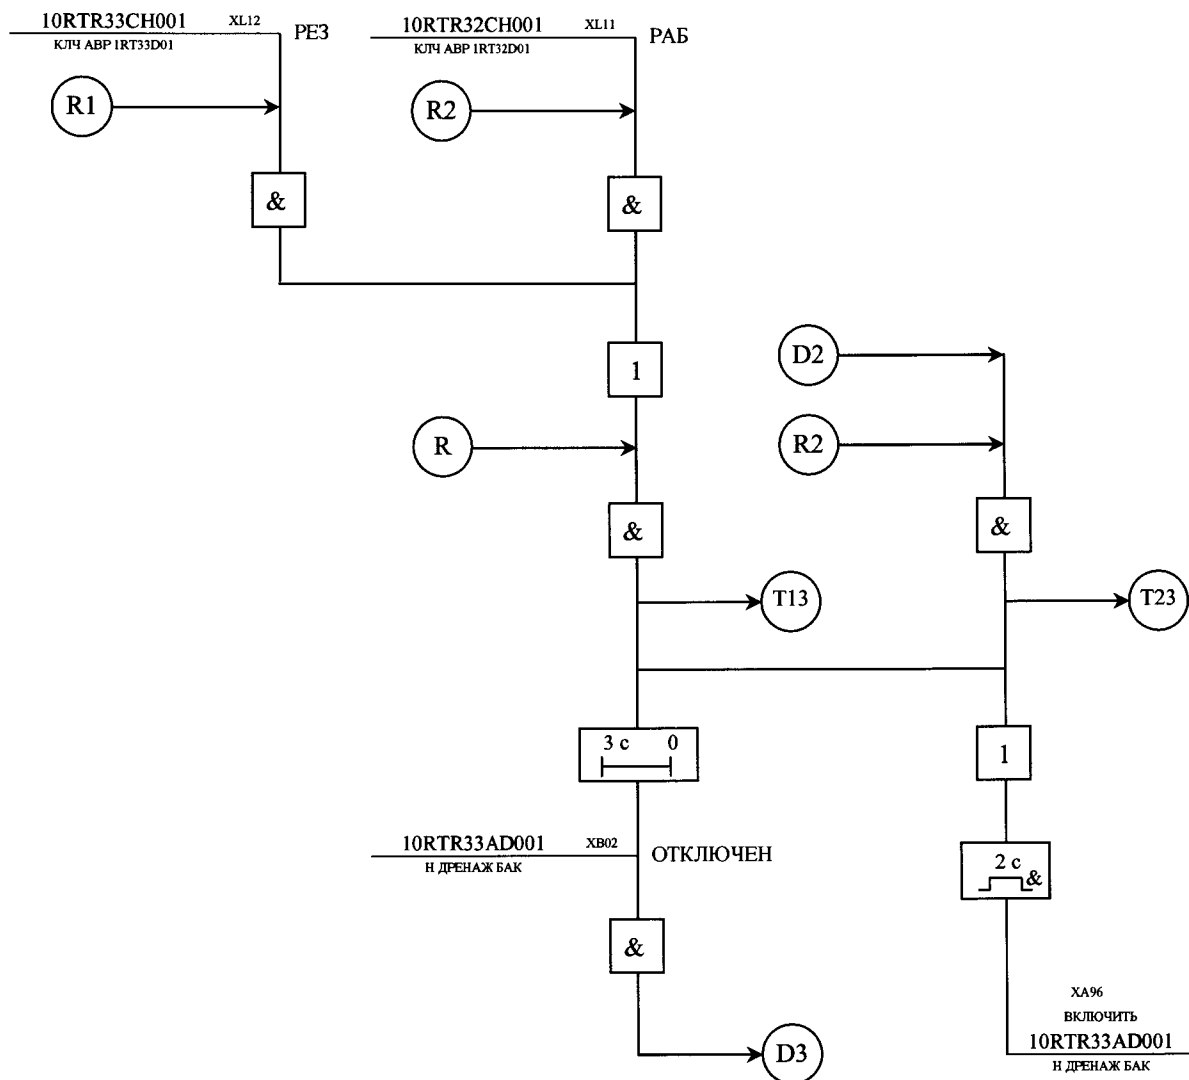 10RTR33CH001 XL12 РЕЗ
КЛЧ АВР 1RT33D01
10RTR32CH001 XL11 РАБ
КЛЧ АВР 1RT32D01
R1
R2
&
&
1
D2
R
R2
&
&
T13
T23
3 с 0
1
10RTR33AD001 XB02 ОТКЛЮЧЕН
Н ДРЕНАЖ БАК
2 с
&
&
XA96
ВКЛЮЧИТЬ
10RTR33AD001
Н ДРЕНАЖ БАК
D3